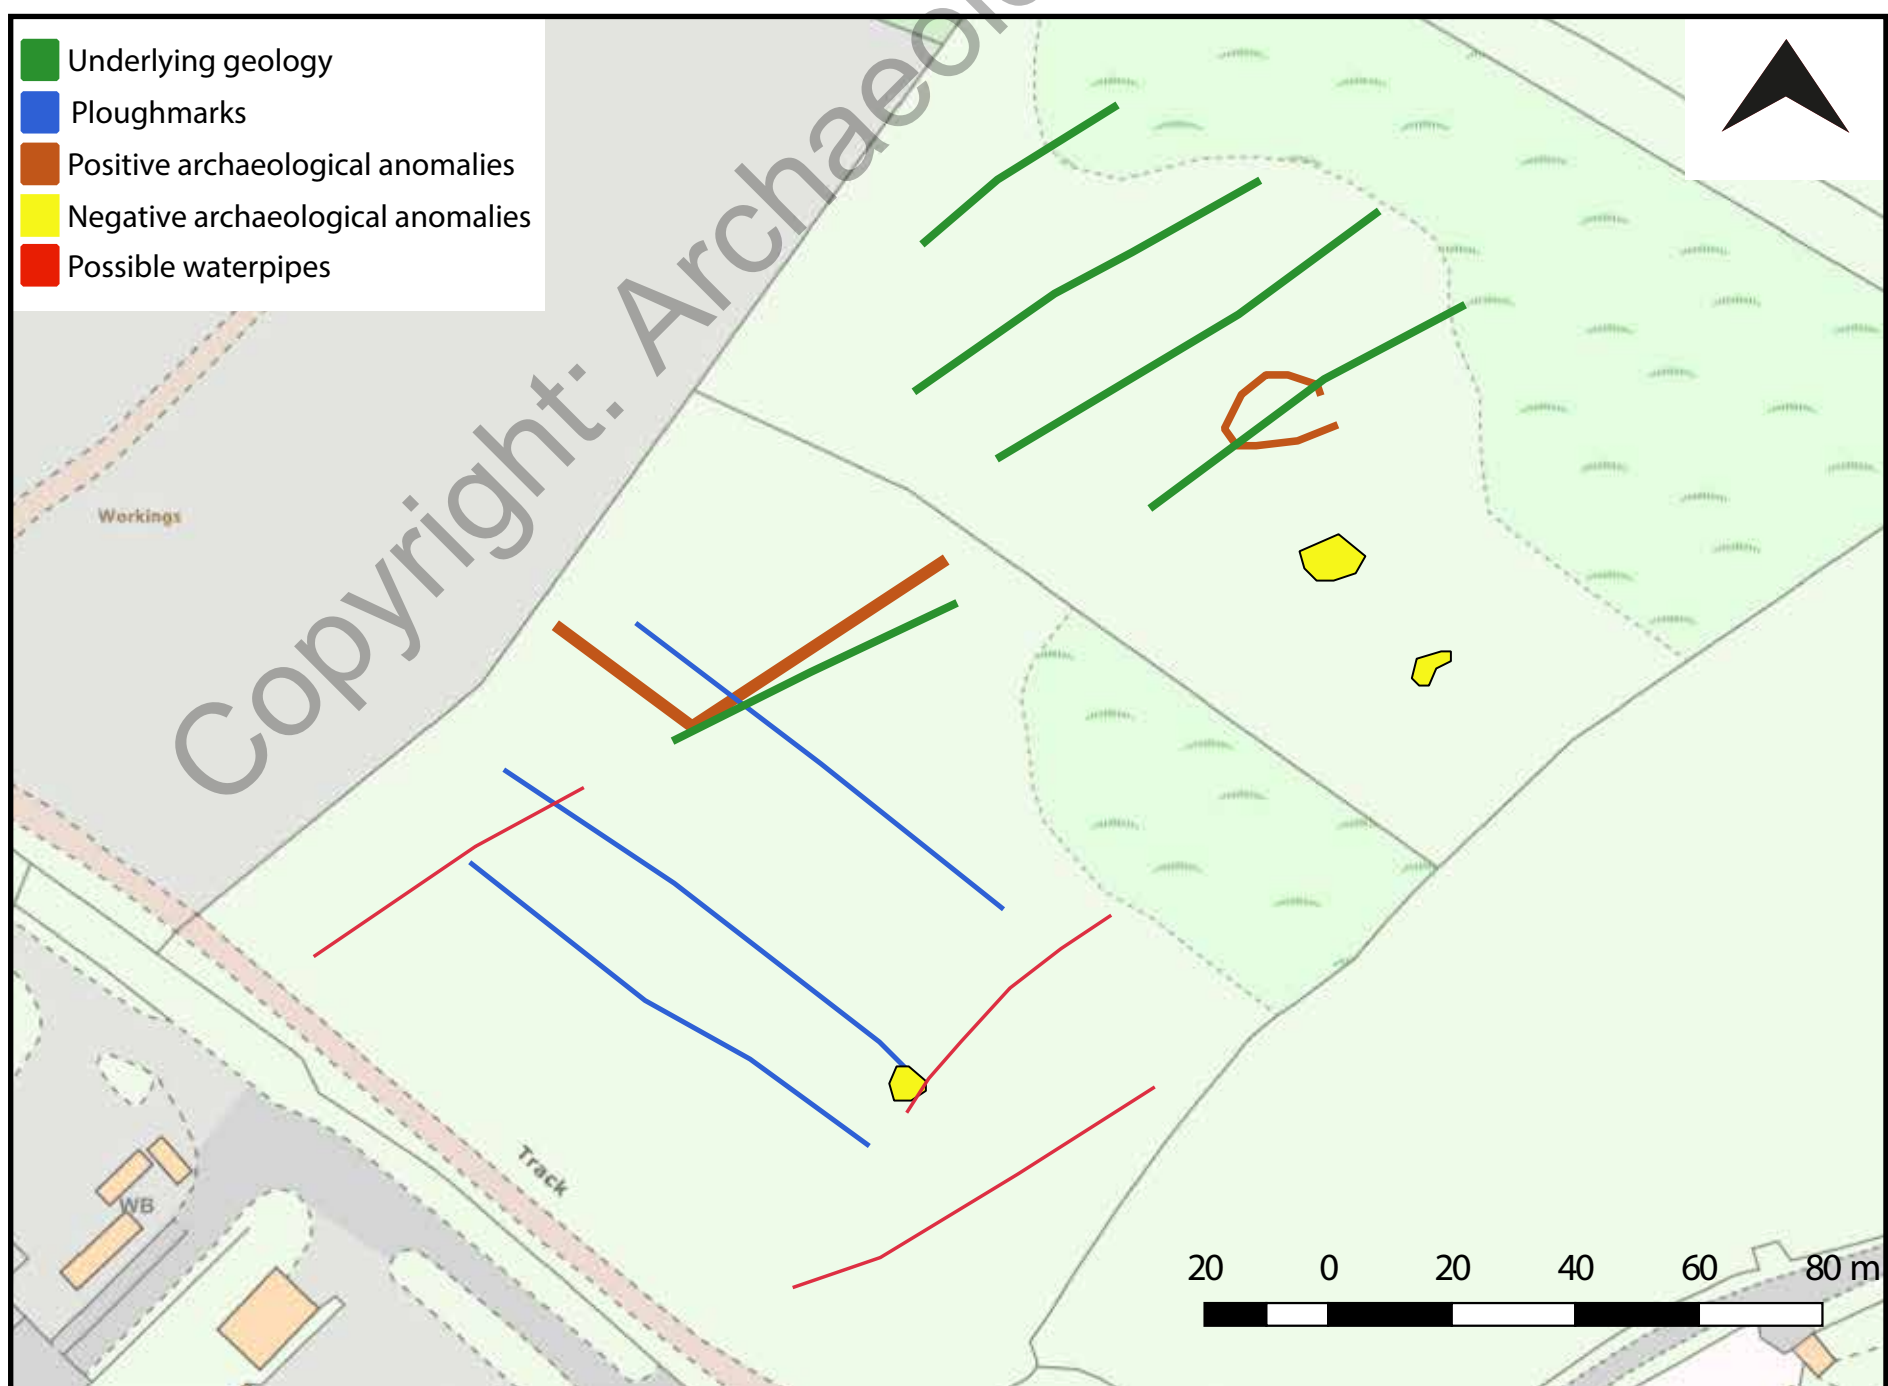 Underlying geology
Ploughmarks
Positive archaeological anomalies
Negative archaeological anomalies
Possible waterpipes
Copyright: Archaeolo
Workings
Track
WB
20 0 20 40 60 80 m